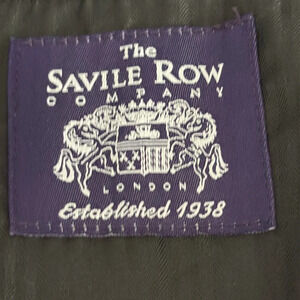 The
SAVILE ROW
COMPANY
LONDON
Established 1938